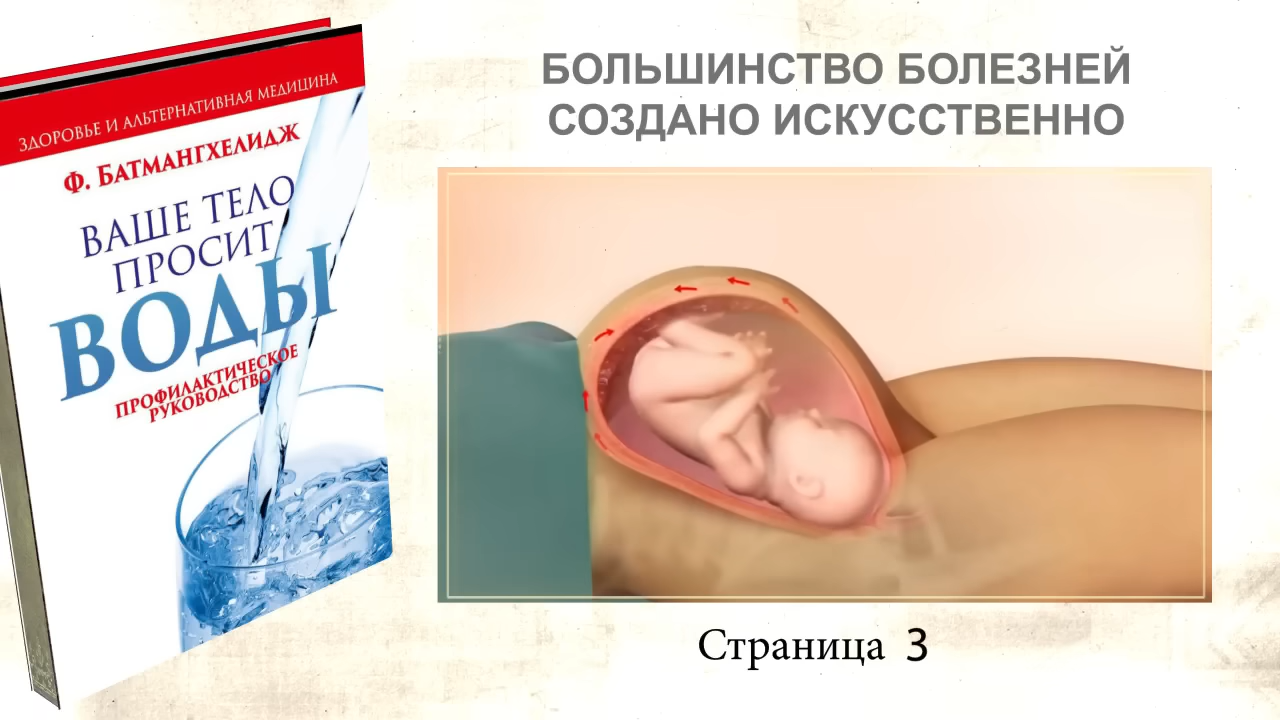 ЗДОРОВЬЕ И АЛЬТЕРНАТИВНАЯ МЕДИЦИНА
Ф. БАТМАНГХЕЛИДЖ
ВАШЕ ТЕЛО
ПРОСИТ
ВОДЫ
ПРОФИЛАКТИЧЕСКОЕ
РУКОВОДСТВО
БОЛЬШИНСТВО БОЛЕЗНЕЙ
СОЗДАНО ИСКУССТВЕННО
Страница 3